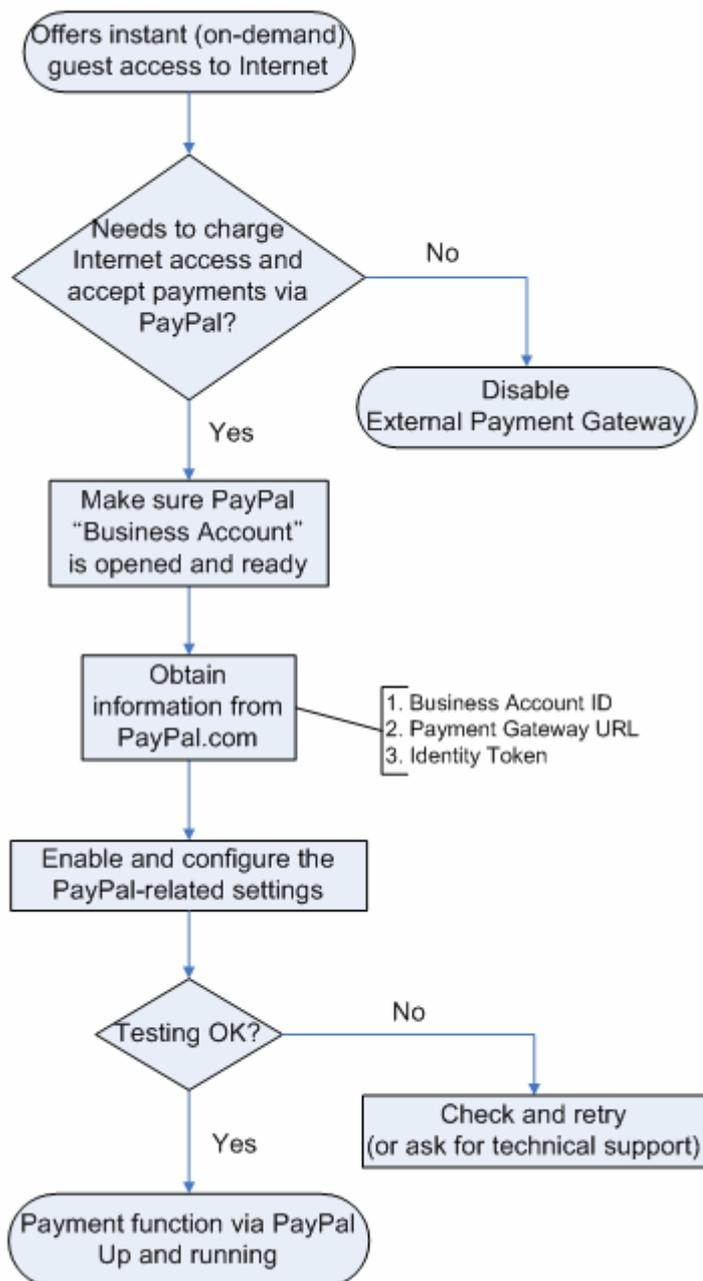 Offers instant (on-demand)
guest access to Internet
Needs to charge
Internet access and
accept payments via
PayPal?
No
Disable
External Payment Gateway
Yes
Make sure PayPal
“Business Account”
is opened and ready
Obtain
information from
PayPal.com
1. Business Account ID
2. Payment Gateway URL
3. Identity Token
Enable and configure the
PayPal-related settings
Testing OK?
No
Check and retry
(or ask for technical support)
Yes
Payment function via PayPal
Up and running